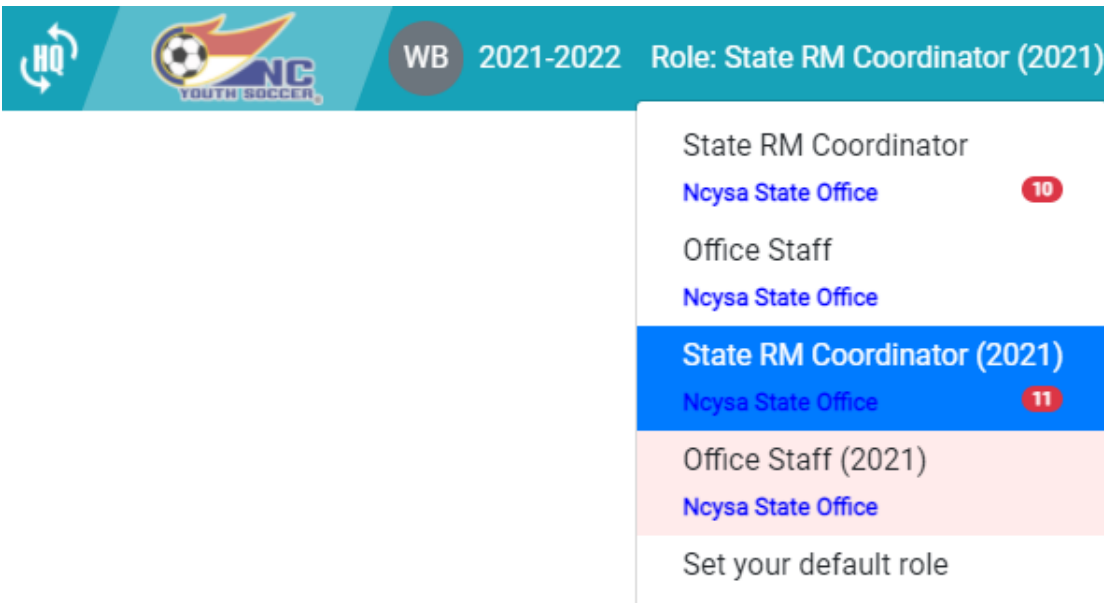 HQ
NC
YOUTH SOCCER
WB 2021-2022 Role: State RM Coordinator (2021)
State RM Coordinator
Ncysa State Office 10
Office Staff
Ncysa State Office
State RM Coordinator (2021)
Ncysa State Office 11
Office Staff (2021)
Ncysa State Office
Set your default role